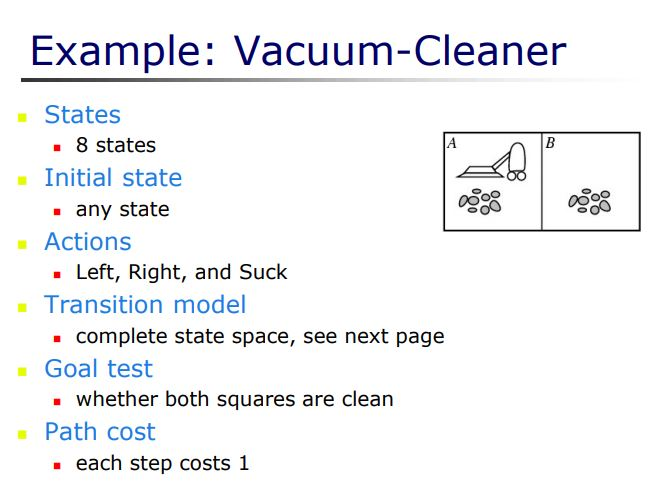 Example: Vacuum-Cleaner
States
8 states
Initial state
any state
Actions
Left, Right, and Suck
Transition model
complete state space, see next page
Goal test
whether both squares are clean
Path cost
each step costs 1
A
B